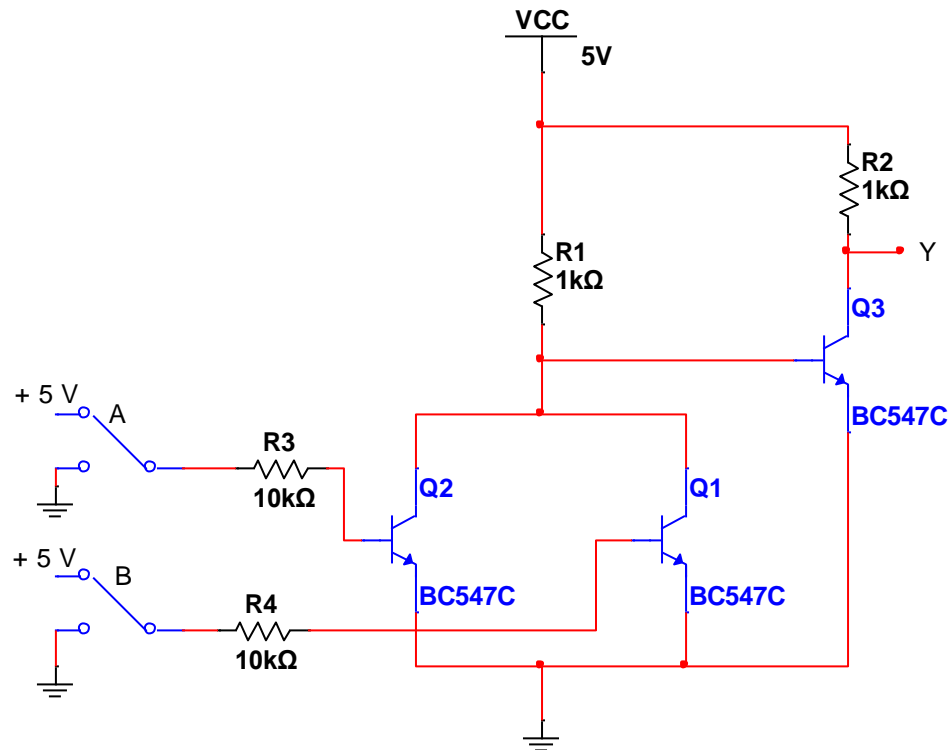 VCC
5V
R2
1kΩ
Y
R1
1kΩ
Q3
BC547C
+ 5 V
A
R3
10kΩ
Q2
Q1
+ 5 V
B
BC547C
BC547C
R4
10kΩ